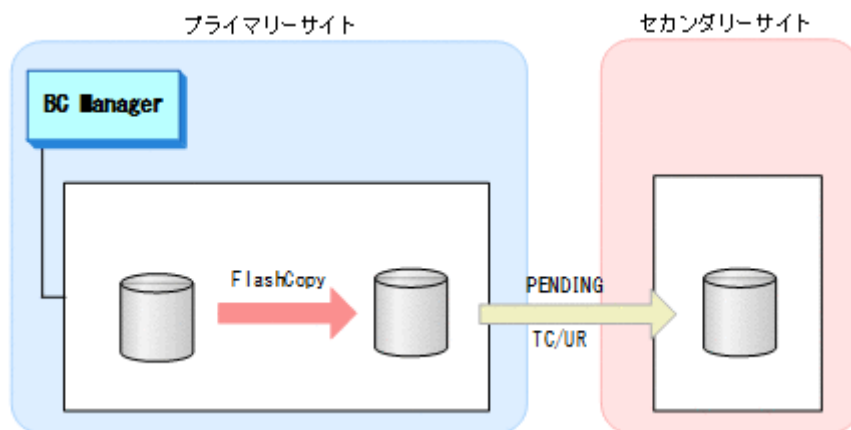 プライマリーサイト
セカンダリーサイト
BC Manager
FlashCopy
PENDING
TC/UR